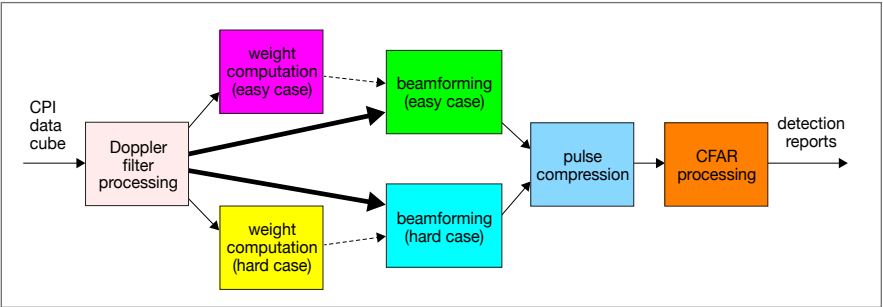 CPI
data
cube
Doppler
filter
processing
weight
computation
(easy case)
weight
computation
(hard case)
beamforming
(easy case)
beamforming
(hard case)
pulse
compression
CFAR
processing
detection
reports